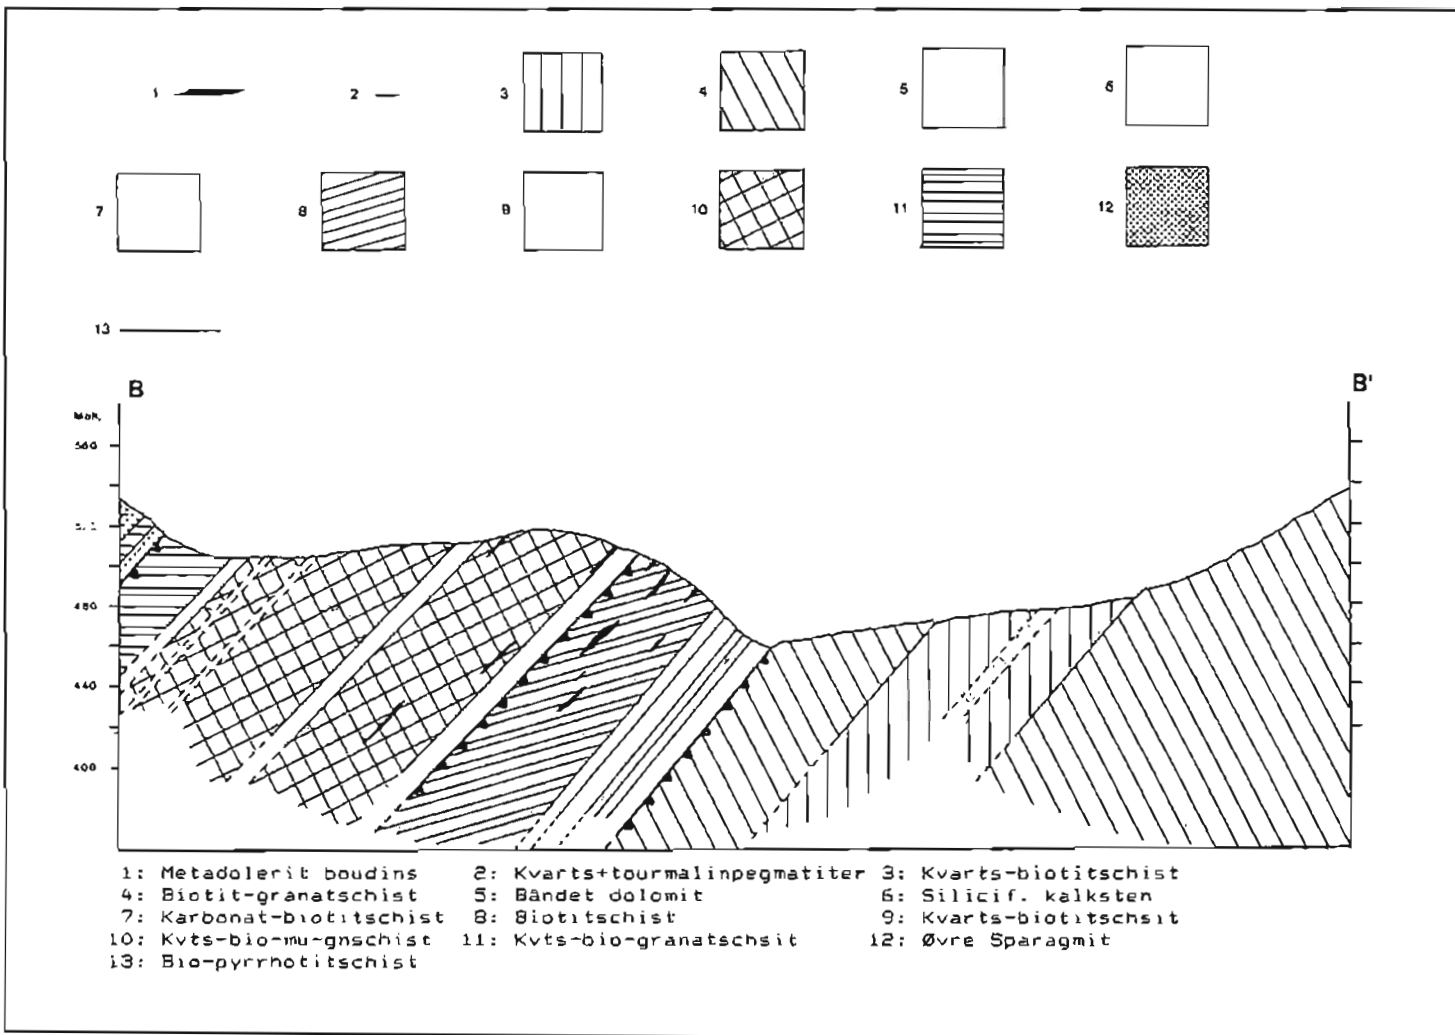 1 2 3 4 5 6
7 8 9 10 11 12
13
B B'
MoH.
560
480
440
400
1: Metadolerit boudins 2: Kvarts+tourmalinpegmatiter 3: Kvarts-biotitschist
4: Biotit-granatschist 5: Båndet dolomit 6: Silicif. kalksten
7: Karbonat-biotitschist 8: Biotitschist 9: Kvarts-biotitschsit
10: Kvts-bio-mu-gnschist 11: Kvts-bio-granatschsit 12: Øvre Sparagmit
13: Bio-pyrrhotitschist